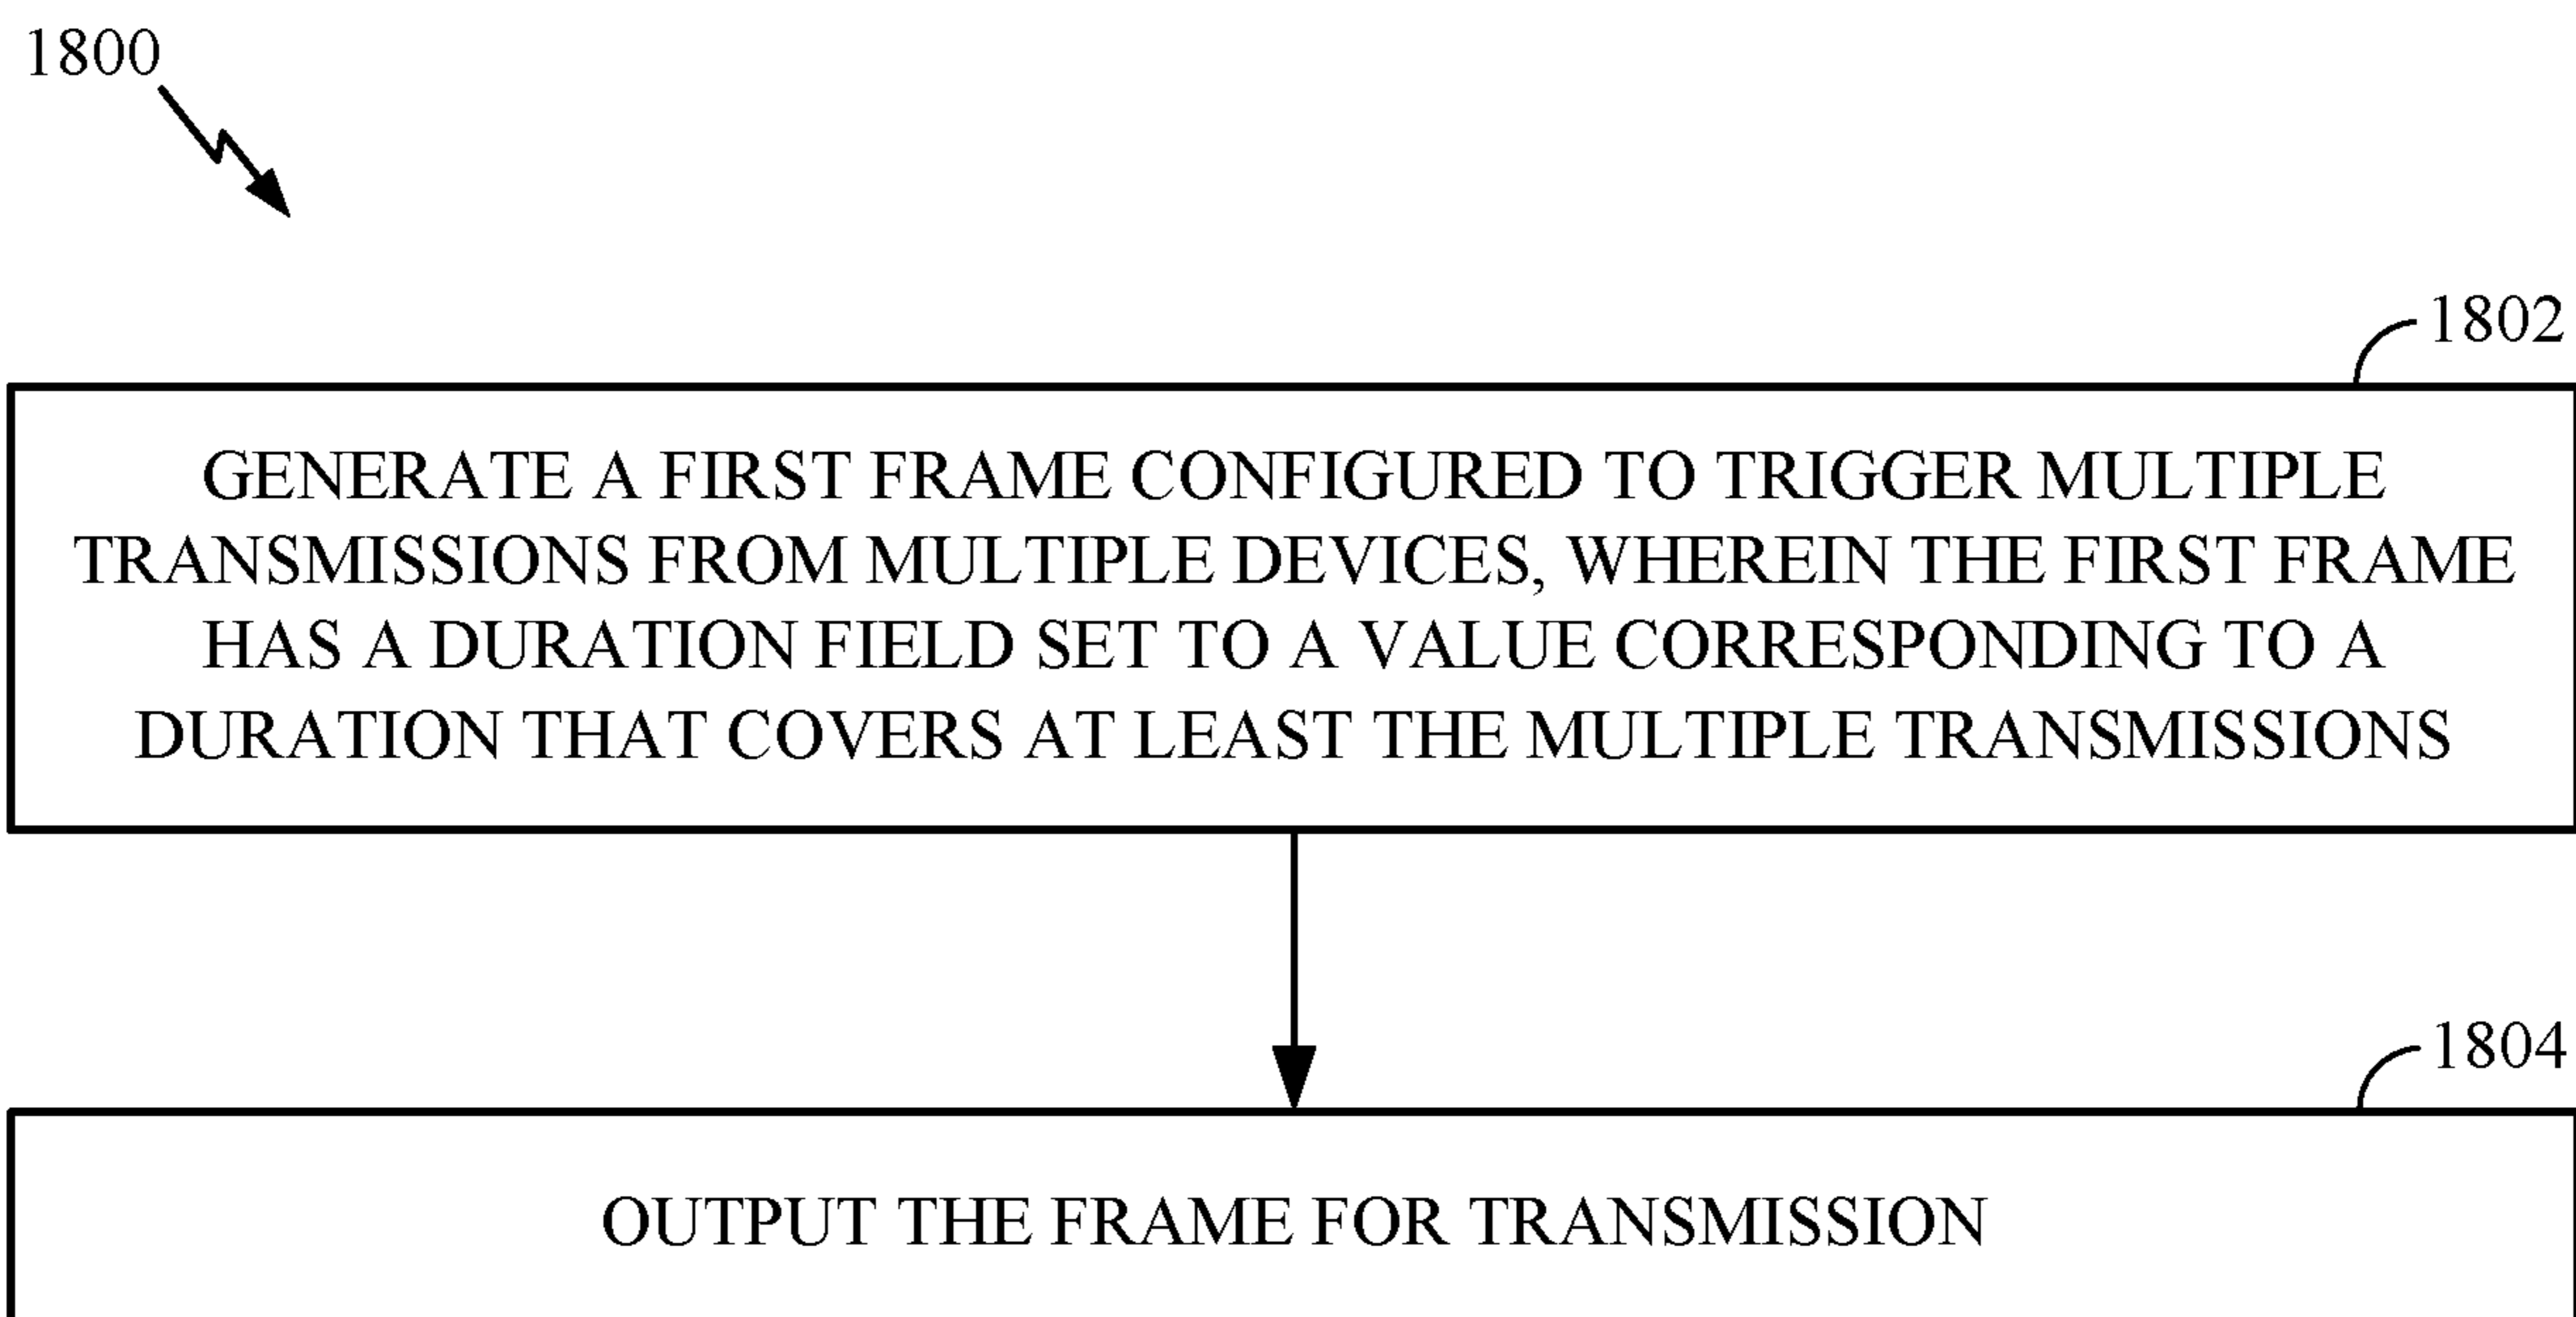 1800
1802
GENERATE A FIRST FRAME CONFIGURED TO TRIGGER MULTIPLE
TRANSMISSIONS FROM MULTIPLE DEVICES, WHEREIN THE FIRST FRAME
HAS A DURATION FIELD SET TO A VALUE CORRESPONDING TO A
DURATION THAT COVERS AT LEAST THE MULTIPLE TRANSMISSIONS
1804
OUTPUT THE FRAME FOR TRANSMISSION